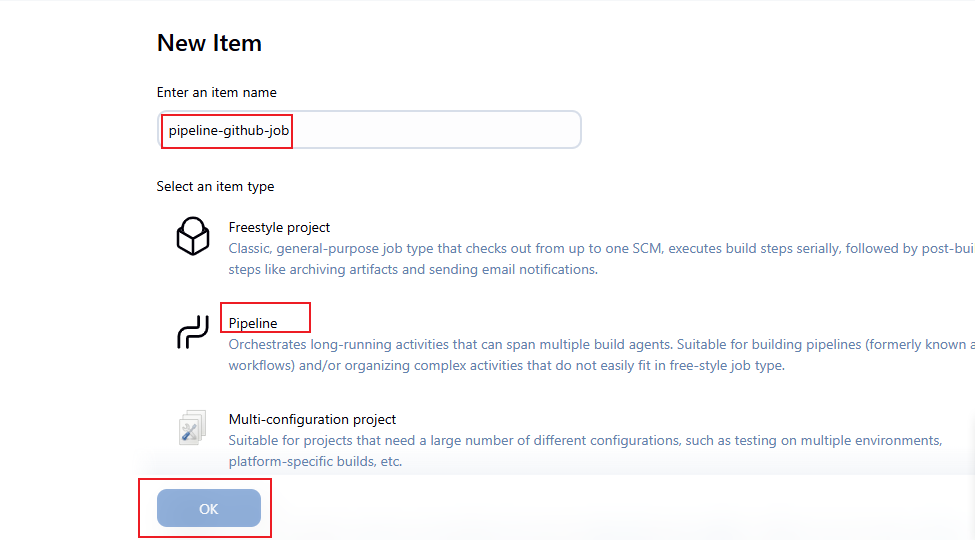 New Item
Enter an item name
pipeline-github-job
Select an item type
Freestyle project
Classic, general-purpose job type that checks out from up to one SCM, executes build steps serially, followed by post-bui
steps like archiving artifacts and sending email notifications.
Pipeline
Orchestrates long-running activities that can span multiple build agents. Suitable for building pipelines (formerly known a
workflows) and/or organizing complex activities that do not easily fit in free-style job type.
Multi-configuration project
Suitable for projects that need a large number of different configurations, such as testing on multiple environments,
platform-specific builds, etc.
OK